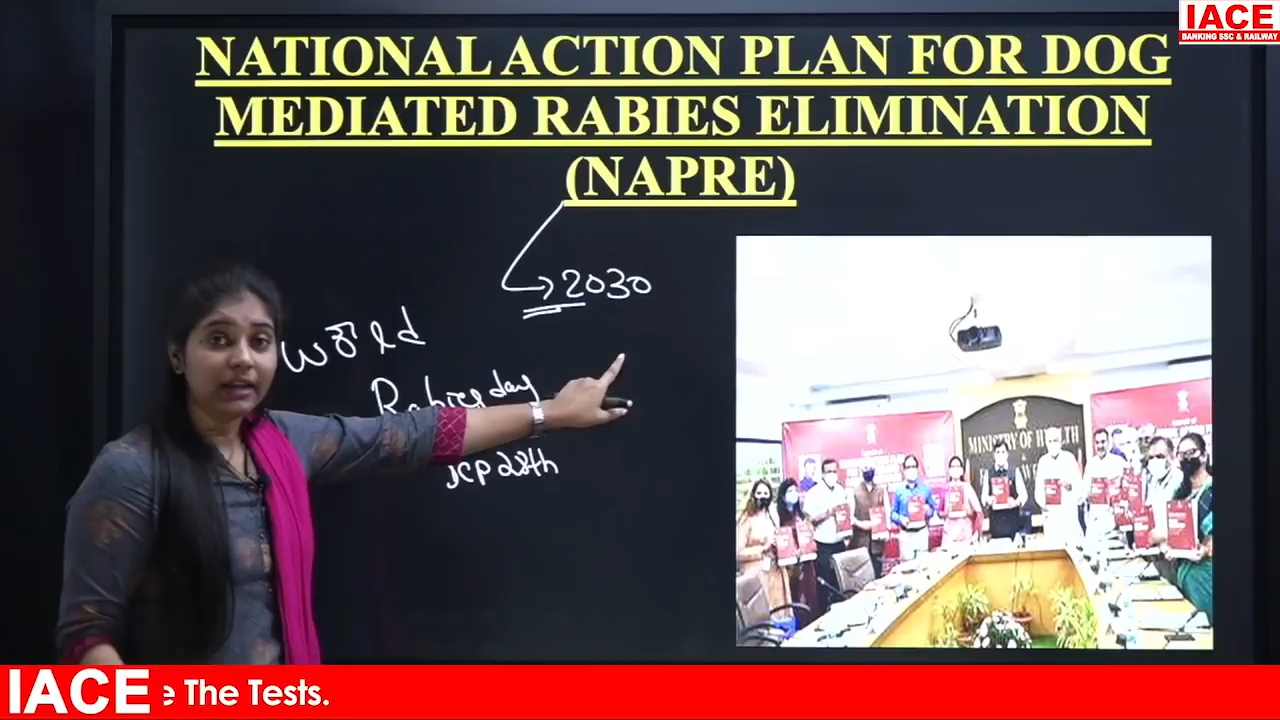 IACE
BANKING SSC & RAILWAY
NATIONAL ACTION PLAN FOR DOG
MEDIATED RABIES ELIMINATION
(NAPRE)
2030
World
Rabies day
Sep 28th
MINISTRY OF HEALTH
IACE
e The Tests.